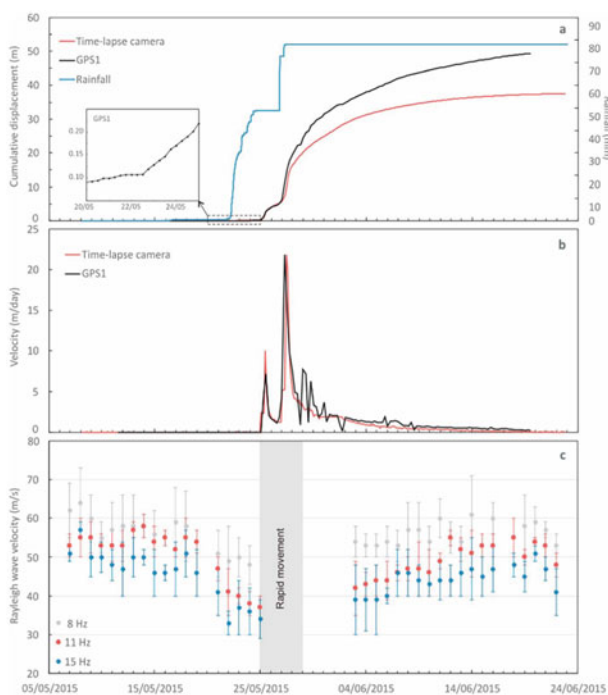 a
60
50
40
30
20
10
0
Cumulative displacement (m)
Time-lapse camera
GPS1
Rainfall
80
70
60
50
40
30
20
10
0
Rainfall (mm)
GPS1
0.20
0.15
0.10
20/05 22/05 24/05
b
25
20
15
10
5
0
Velocity (m/day)
Time-lapse camera
GPS1
c
80
70
60
50
40
30
20
Rayleigh wave velocity (m/s)
Rapid movement
8 Hz
11 Hz
15 Hz
05/05/2015 15/05/2015 25/05/2015 04/06/2015 14/06/2015 24/06/2015